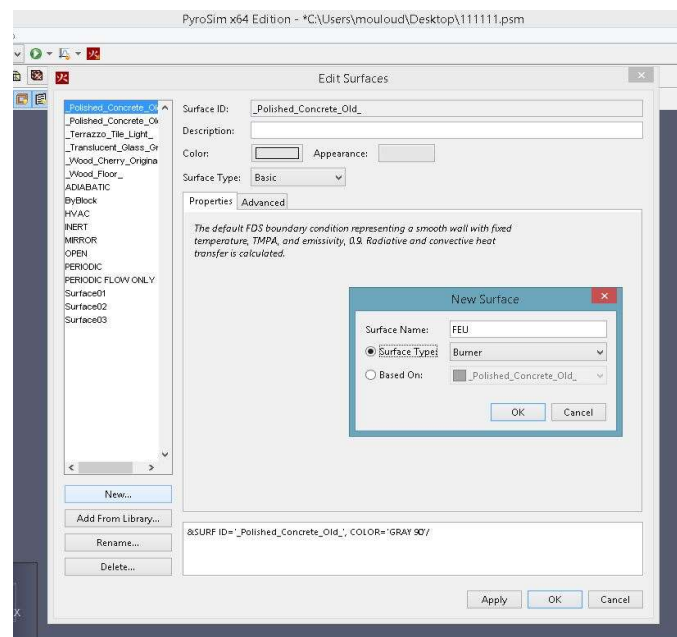 PyroSim x64 Edition - *C:\Users\mouloud\Desktop\111111.psm
Edit Surfaces
_Polished_Concrete_Ol
_Polished_Concrete_Ol
_Terrazzo_Tile_Light_
_Translucent_Glass_Gr
_Wood_Cherry_Origina
_Wood_Floor_
ADIABATIC
ByBlock
HVAC
INERT
MIRROR
OPEN
PERIODIC
PERIODIC FLOW ONLY
Surface01
Surface02
Surface03
New...
Add From Library...
Rename...
Delete...
Surface ID: _Polished_Concrete_Old_
Description:
Color: Appearance:
Surface Type: Basic
Properties Advanced
The default FDS boundary condition representing a smooth wall with fixed
temperature, TMPA, and emissivity, 0.9. Radiative and convective heat
transfer is calculated.
New Surface
Surface Name: FEU
Surface Type: Burner
Based On: _Polished_Concrete_Old_
OK Cancel
&SURF ID='_Polished_Concrete_Old_', COLOR='GRAY 90'/
Apply OK Cancel
X